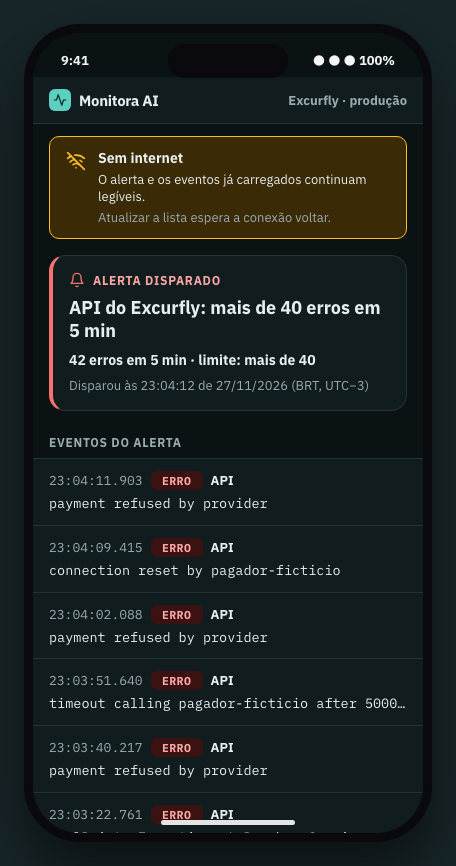 9:41
100%
Monitora AI
Excurfly · produção
Sem internet
O alerta e os eventos já carregados continuam
legíveis.
Atualizar a lista espera a conexão voltar.
ALERTA DISPARADO
API do Excurfly: mais de 40 erros em
5 min
42 erros em 5 min · limite: mais de 40
Disparou às 23:04:12 de 27/11/2026 (BRT, UTC−3)
EVENTOS DO ALERTA
23:04:11.903 ERRO API
payment refused by provider
23:04:09.415 ERRO API
connection reset by pagador-ficticio
23:04:02.088 ERRO API
payment refused by provider
23:03:51.640 ERRO API
timeout calling pagador-ficticio after 5000…
23:03:40.217 ERRO API
payment refused by provider
23:03:22.761 ERRO API